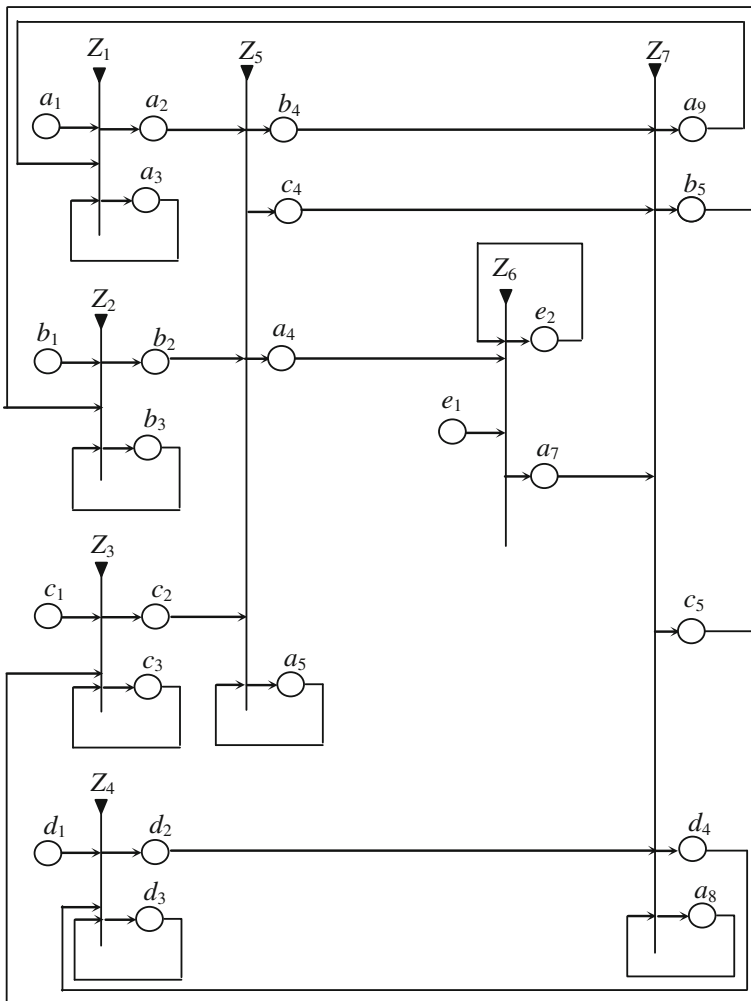 Z₁ Z₅ Z₇
a₁ a₂ b₄ a₉
a₃ c₄ b₅
Z₆
Z₂ e₂
b₁ b₂ a₄
b₃ e₁
a₇
Z₃
c₁ c₂ c₅
c₃ a₅
Z₄
d₁ d₂ d₄
d₃ a₈